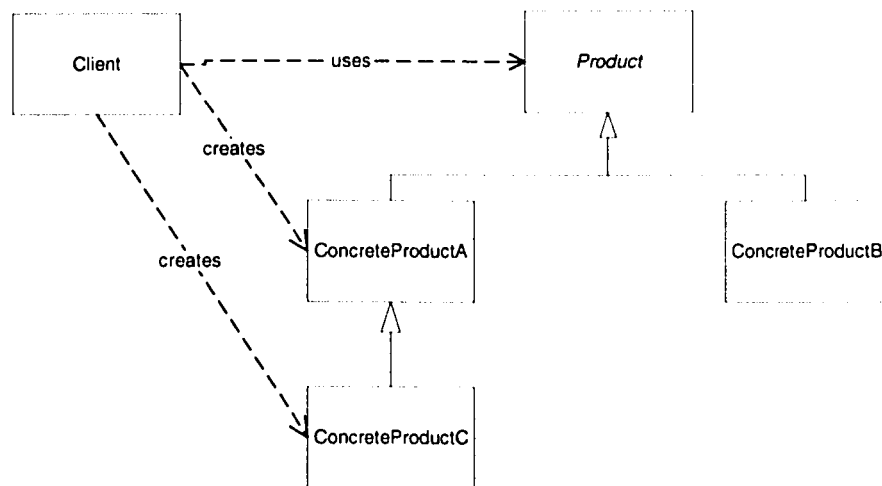 Client
uses
Product
creates
ConcreteProductA
ConcreteProductB
creates
ConcreteProductC